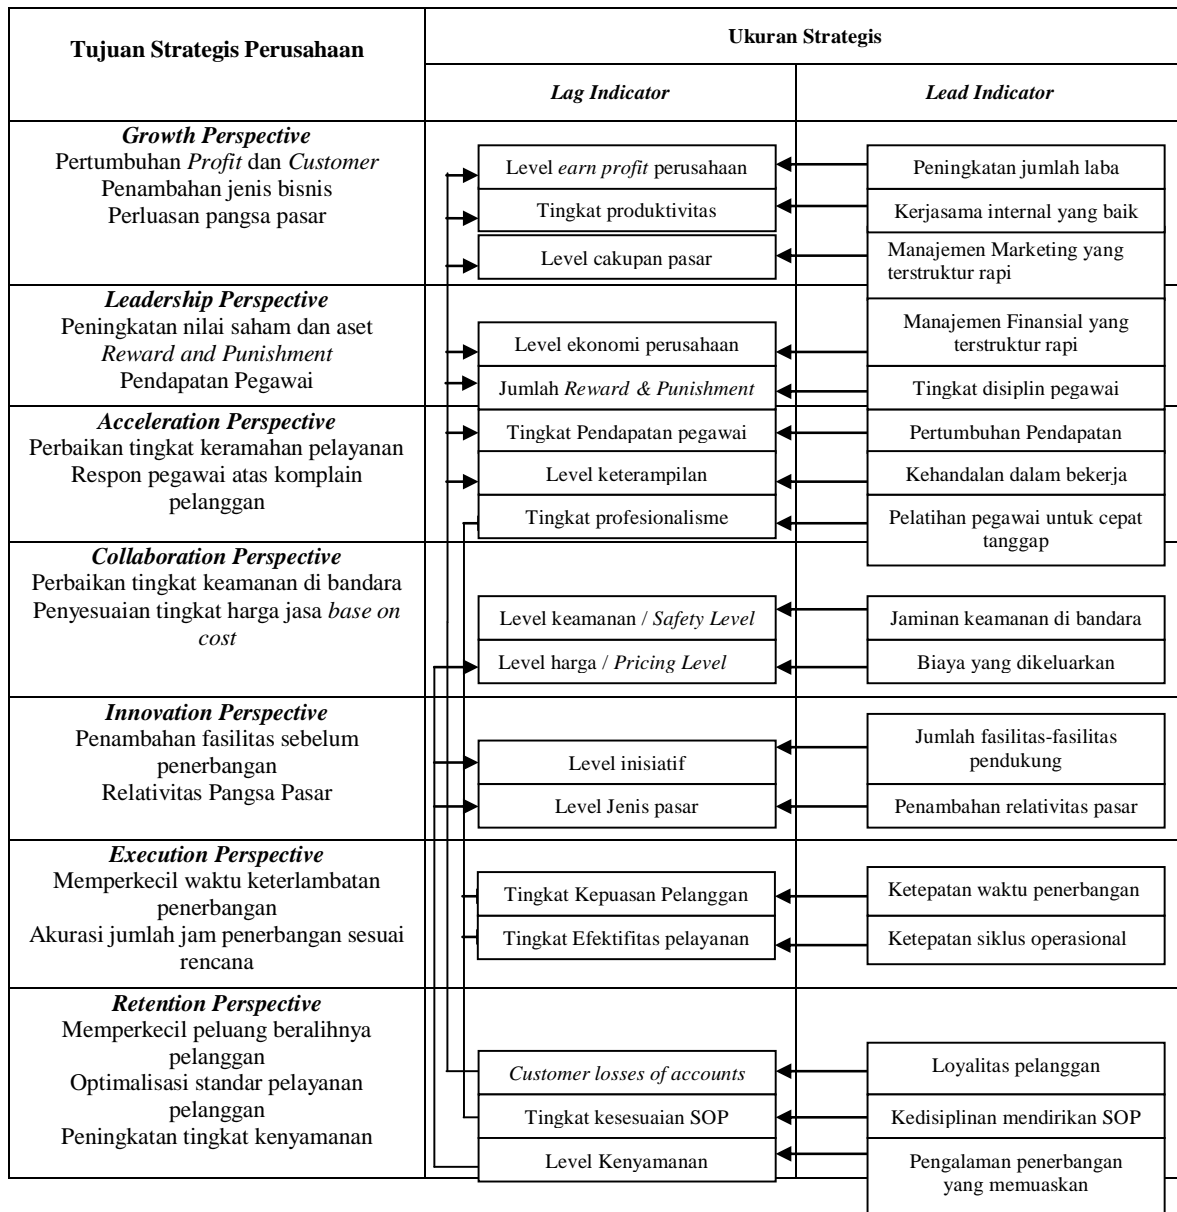 Tujuan Strategis Perusahaan
Ukuran Strategis
Lag Indicator
Lead Indicator
Growth Perspective
Pertumbuhan Profit dan Customer
Penambahan jenis bisnis
Perluasan pangsa pasar
Level earn profit perusahaan
Tingkat produktivitas
Level cakupan pasar
Peningkatan jumlah laba
Kerjasama internal yang baik
Manajemen Marketing yang
terstruktur rapi
Leadership Perspective
Peningkatan nilai saham dan aset
Reward and Punishment
Pendapatan Pegawai
Level ekonomi perusahaan
Jumlah Reward & Punishment
Manajemen Finansial yang
terstruktur rapi
Tingkat disiplin pegawai
Acceleration Perspective
Perbaikan tingkat keramahan pelayanan
Respon pegawai atas komplain
pelanggan
Tingkat Pendapatan pegawai
Level keterampilan
Tingkat profesionalisme
Pertumbuhan Pendapatan
Kehandalan dalam bekerja
Pelatihan pegawai untuk cepat
tanggap
Collaboration Perspective
Perbaikan tingkat keamanan di bandara
Penyesuaian tingkat harga jasa base on
cost
Level keamanan / Safety Level
Level harga / Pricing Level
Jaminan keamanan di bandara
Biaya yang dikeluarkan
Innovation Perspective
Penambahan fasilitas sebelum
penerbangan
Relativitas Pangsa Pasar
Level inisiatif
Level Jenis pasar
Jumlah fasilitas-fasilitas
pendukung
Penambahan relativitas pasar
Execution Perspective
Memperkecil waktu keterlambatan
penerbangan
Akurasi jumlah jam penerbangan sesuai
rencana
Tingkat Kepuasan Pelanggan
Tingkat Efektifitas pelayanan
Ketepatan waktu penerbangan
Ketepatan siklus operasional
Retention Perspective
Memperkecil peluang beralihnya
pelanggan
Optimalisasi standar pelayanan
pelanggan
Peningkatan tingkat kenyamanan
Customer losses of accounts
Tingkat kesesuaian SOP
Level Kenyamanan
Loyalitas pelanggan
Kedisiplinan mendirikan SOP
Pengalaman penerbangan
yang memuaskan